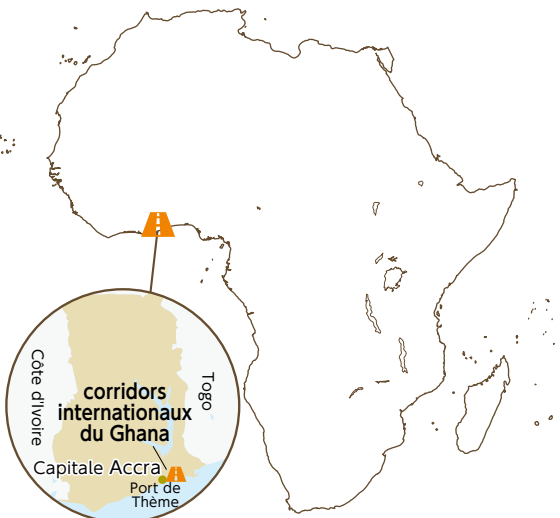 Côte d'Ivoire
Togo
corridors
internationaux
du Ghana
Capitale Accra
Port de
Thème